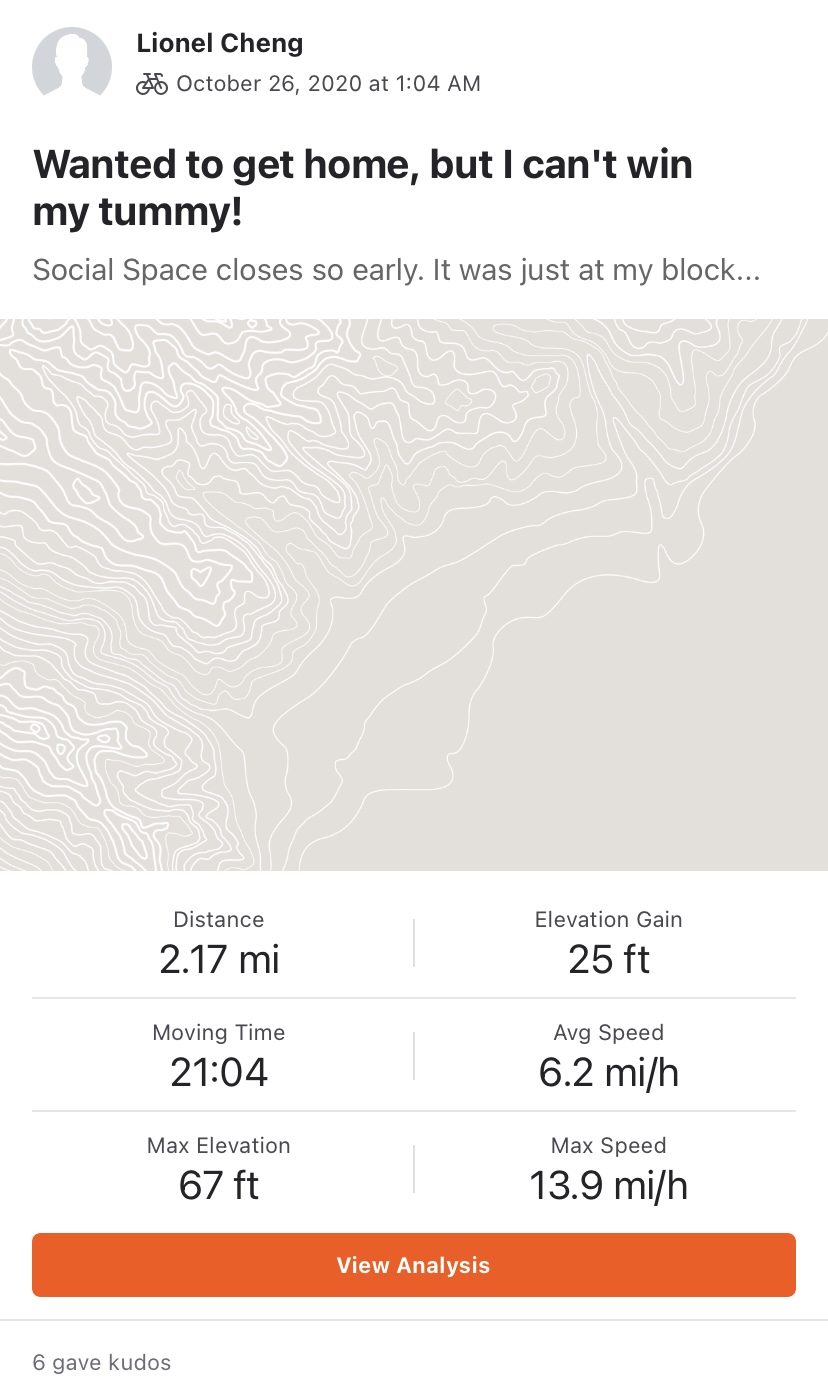 Lionel Cheng
October 26, 2020 at 1:04 AM
Wanted to get home, but I can't win
my tummy!
Social Space closes so early. It was just at my block...
Distance
2.17 mi
Elevation Gain
25 ft
Moving Time
21:04
Avg Speed
6.2 mi/h
Max Elevation
67 ft
Max Speed
13.9 mi/h
View Analysis
6 gave kudos